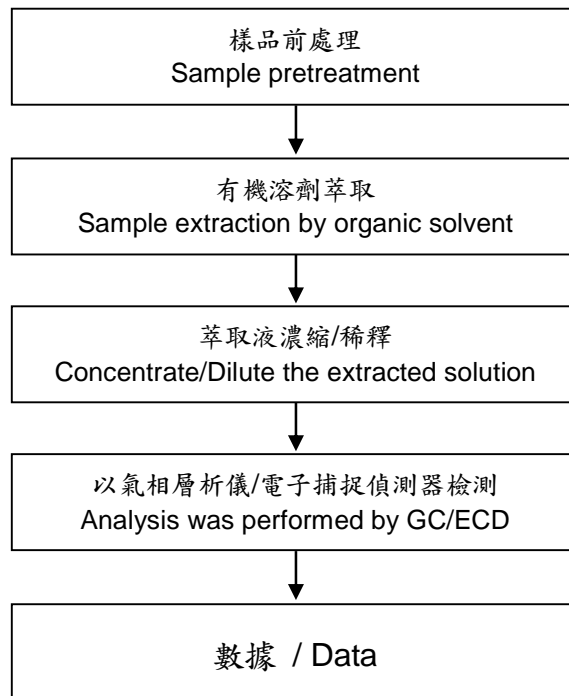 樣品前處理
Sample pretreatment
有機溶劑萃取
Sample extraction by organic solvent
萃取液濃縮/稀釋
Concentrate/Dilute the extracted solution
以氣相層析儀/電子捕捉偵測器檢測
Analysis was performed by GC/ECD
數據 / Data